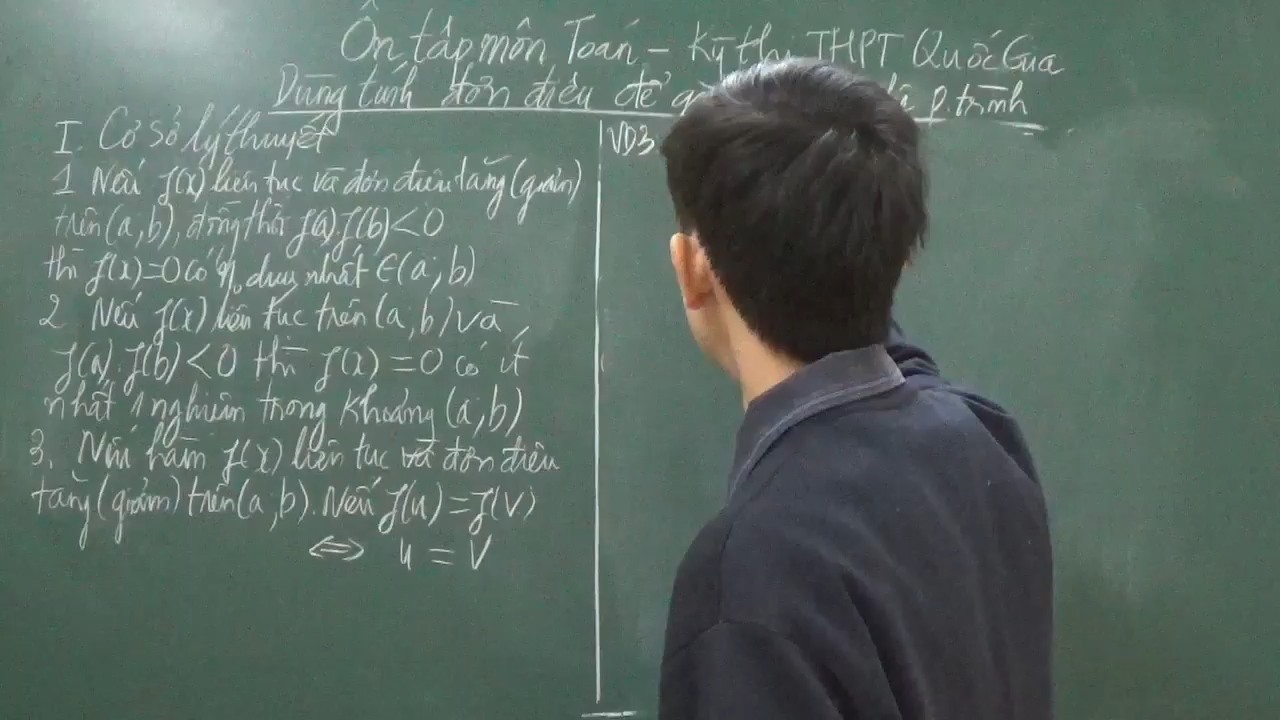 Ôn tập môn Toán - Kỳ thi THPT Quốc Gia
Dùng tính đơn điệu để p.trình
I. Cơ sở lý thuyết
1 Nếu f(x) liên tục và đơn điệu tăng (giảm)
trên (a,b), đồng thời f(a).f(b)<0
thì f(x)=0 có duy nhất ∈(a;b)
2 Nếu f(x) liên tục trên (a,b) và
f(a).f(b)<0 thì f(x)=0 có ít
nhất 1 nghiệm trong khoảng (a;b)
3. Nếu hàm f(x) liên tục và đơn điệu
tăng (giảm) trên (a;b). Nếu f(u)=f(v)
⇔ u = v
VD3